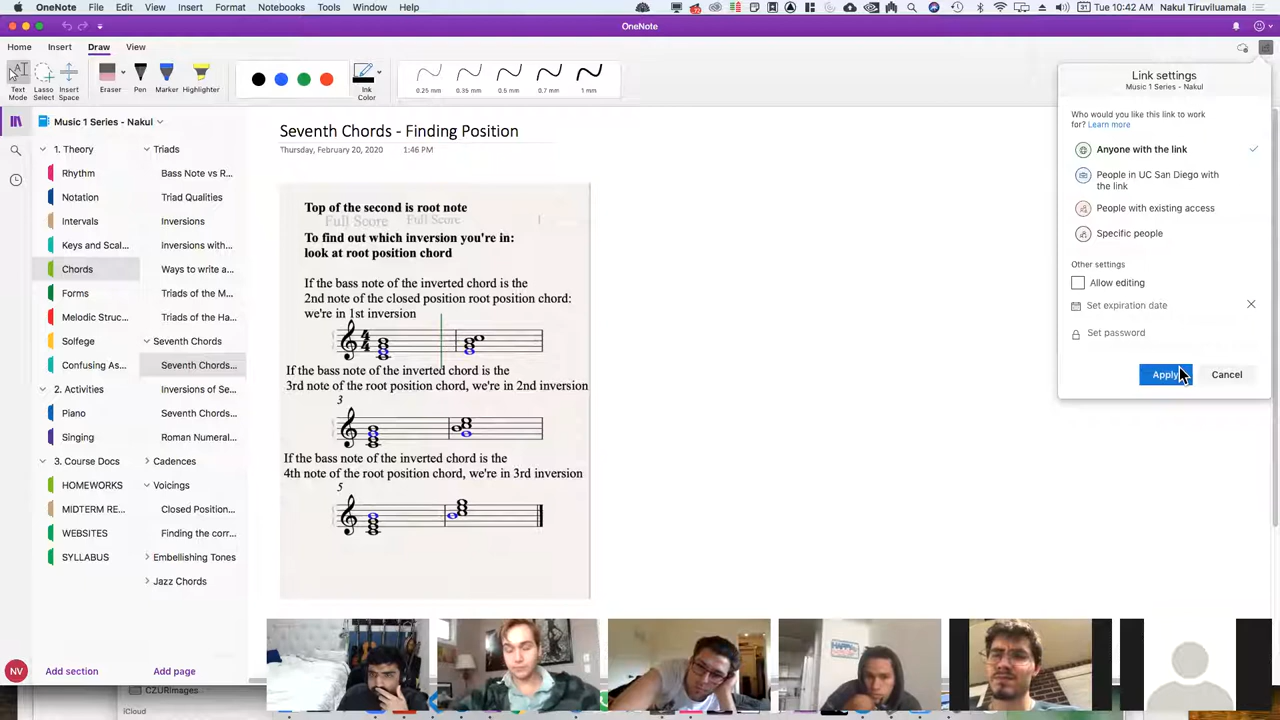 OneNote File Edit View Insert Format Notebooks Tools Window Help Tue 10:42 AM Nakul Tiruviluamala
OneNote
Home Insert Draw View
Text Mode
Lasso Select
Insert Space
Eraser
Pen
Marker
Highlighter
Ink Color
0.25 mm
0.35 mm
0.5 mm
0.7 mm
1 mm
Music 1 Series - Nakul
1. Theory
Rhythm
Notation
Intervals
Keys and Scal...
Chords
Forms
Melodic Struc...
Solfege
Confusing As...
2. Activities
Piano
Singing
3. Course Docs
HOMEWORKS
MIDTERM RE...
WEBSITES
SYLLABUS
Add section
Triads
Bass Note vs R...
Triad Qualities
Inversions
Inversions with...
Ways to write a...
Triads of the M...
Triads of the Ha...
Seventh Chords
Seventh Chords...
Inversions of Se...
Seventh Chords...
Roman Numeral...
Cadences
Voicings
Closed Position...
Finding the corr...
Embellishing Tones
Jazz Chords
Add page
NV
Seventh Chords - Finding Position
Thursday, February 20, 2020 1:46 PM
Top of the second is root note
Full Score Full Score 1
To find out which inversion you're in:
look at root position chord
If the bass note of the inverted chord is the
2nd note of the closed position root position chord:
we're in 1st inversion
4
4
If the bass note of the inverted chord is the
3rd note of the root position chord, we're in 2nd inversion
3
If the bass note of the inverted chord is the
4th note of the root position chord, we're in 3rd inversion
5
Link settings
Music 1 Series - Nakul
Who would you like this link to work
for? Learn more
Anyone with the link
People in UC San Diego with
the link
People with existing access
Specific people
Other settings
Allow editing
Set expiration date
Set password
Apply Cancel
CZURImages
iCloud